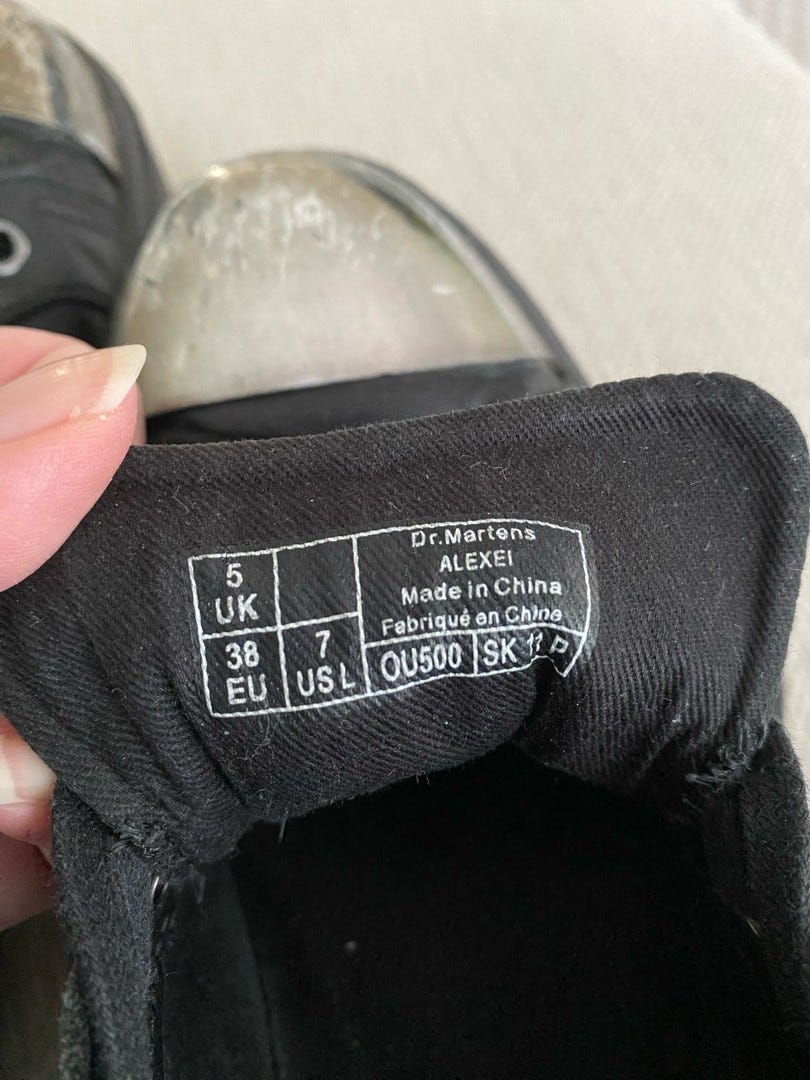 5
UK
38
EU
7
US L
Dr.Martens
ALEXEI
Made in China
Fabriqué en Chine
OU500
SK